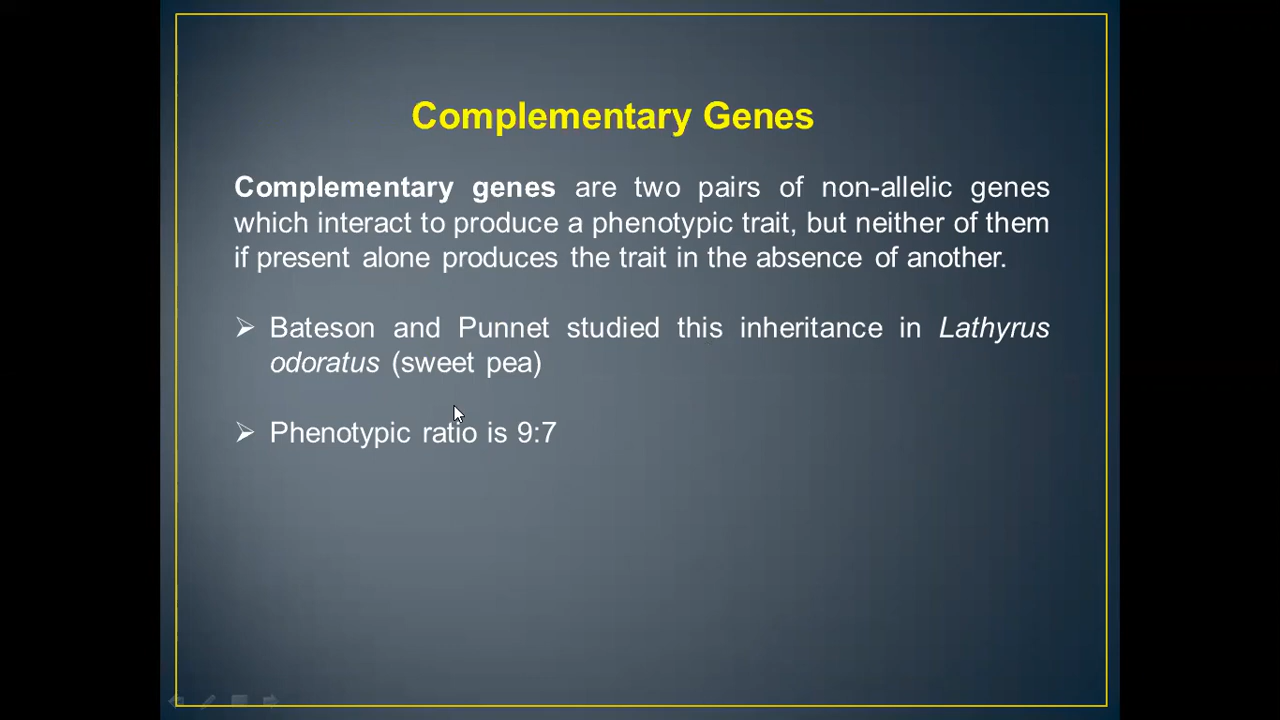 Complementary Genes
Complementary genes are two pairs of non-allelic genes
which interact to produce a phenotypic trait, but neither of them
if present alone produces the trait in the absence of another.
Bateson and Punnet studied this inheritance in Lathyrus
odoratus (sweet pea)
Phenotypic ratio is 9:7